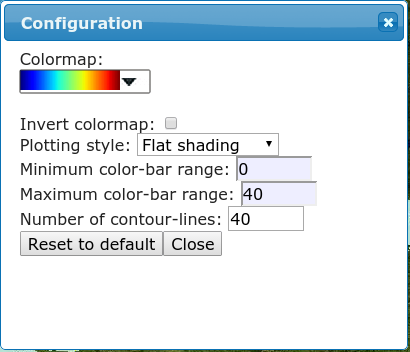 Configuration
Colormap:
Invert colormap:
Plotting style: Flat shading
Minimum color-bar range: 0
Maximum color-bar range: 40
Number of contour-lines: 40
Reset to default Close